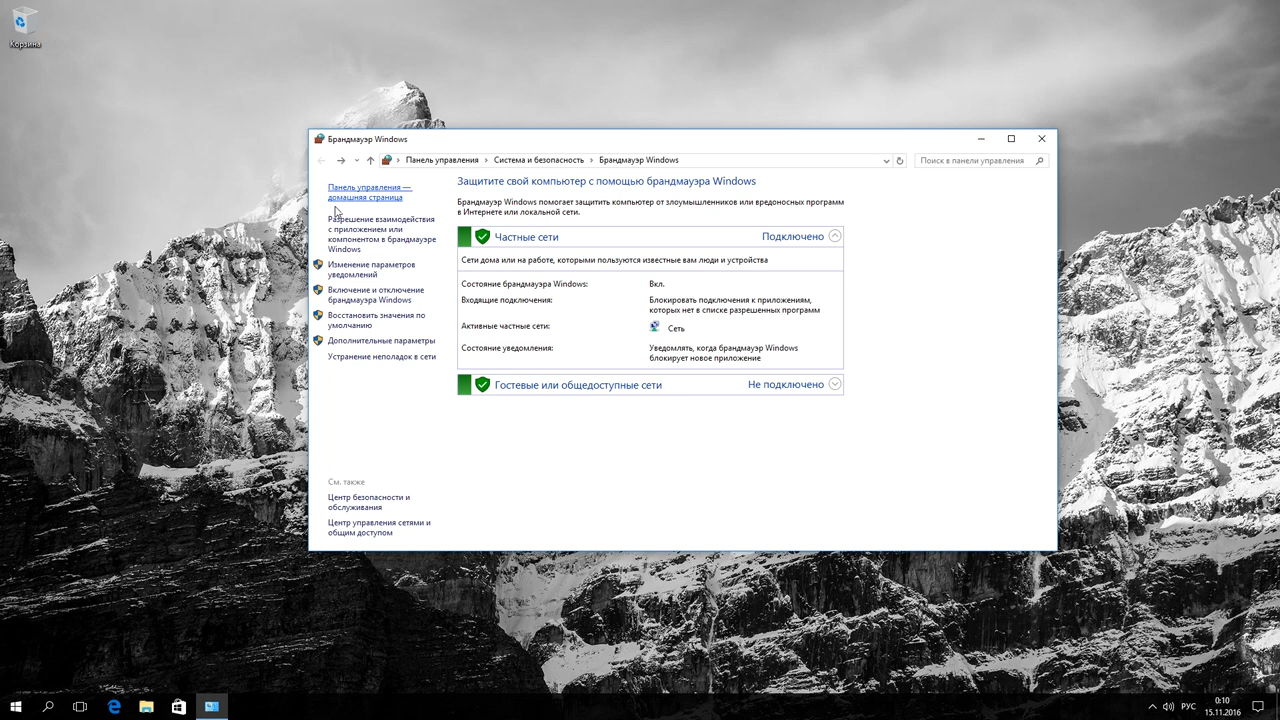 Корзина
Брандмауэр Windows
Панель управления
Система и безопасность
Брандмауэр Windows
Поиск в панели управления
Панель управления —
домашняя страница
Разрешение взаимодействия
с приложением или
компонентом в брандмауэре
Windows
Изменение параметров
уведомлений
Включение и отключение
брандмауэра Windows
Восстановить значения по
умолчанию
Дополнительные параметры
Устранение неполадок в сети
См. также
Центр безопасности и
обслуживания
Центр управления сетями и
общим доступом
Защитите свой компьютер с помощью брандмауэра Windows
Брандмауэр Windows помогает защитить компьютер от злоумышленников или вредоносных программ
в Интернете или локальной сети.
Частные сети Подключено
Сети дома или на работе, которыми пользуются известные вам люди и устройства
Состояние брандмауэра Windows: Вкл.
Входящие подключения: Блокировать подключения к приложениям,
которых нет в списке разрешенных программ
Активные частные сети: Сеть
Состояние уведомления: Уведомлять, когда брандмауэр Windows
блокирует новое приложение
Гостевые или общедоступные сети Не подключено
РУС
0:10
15.11.2016